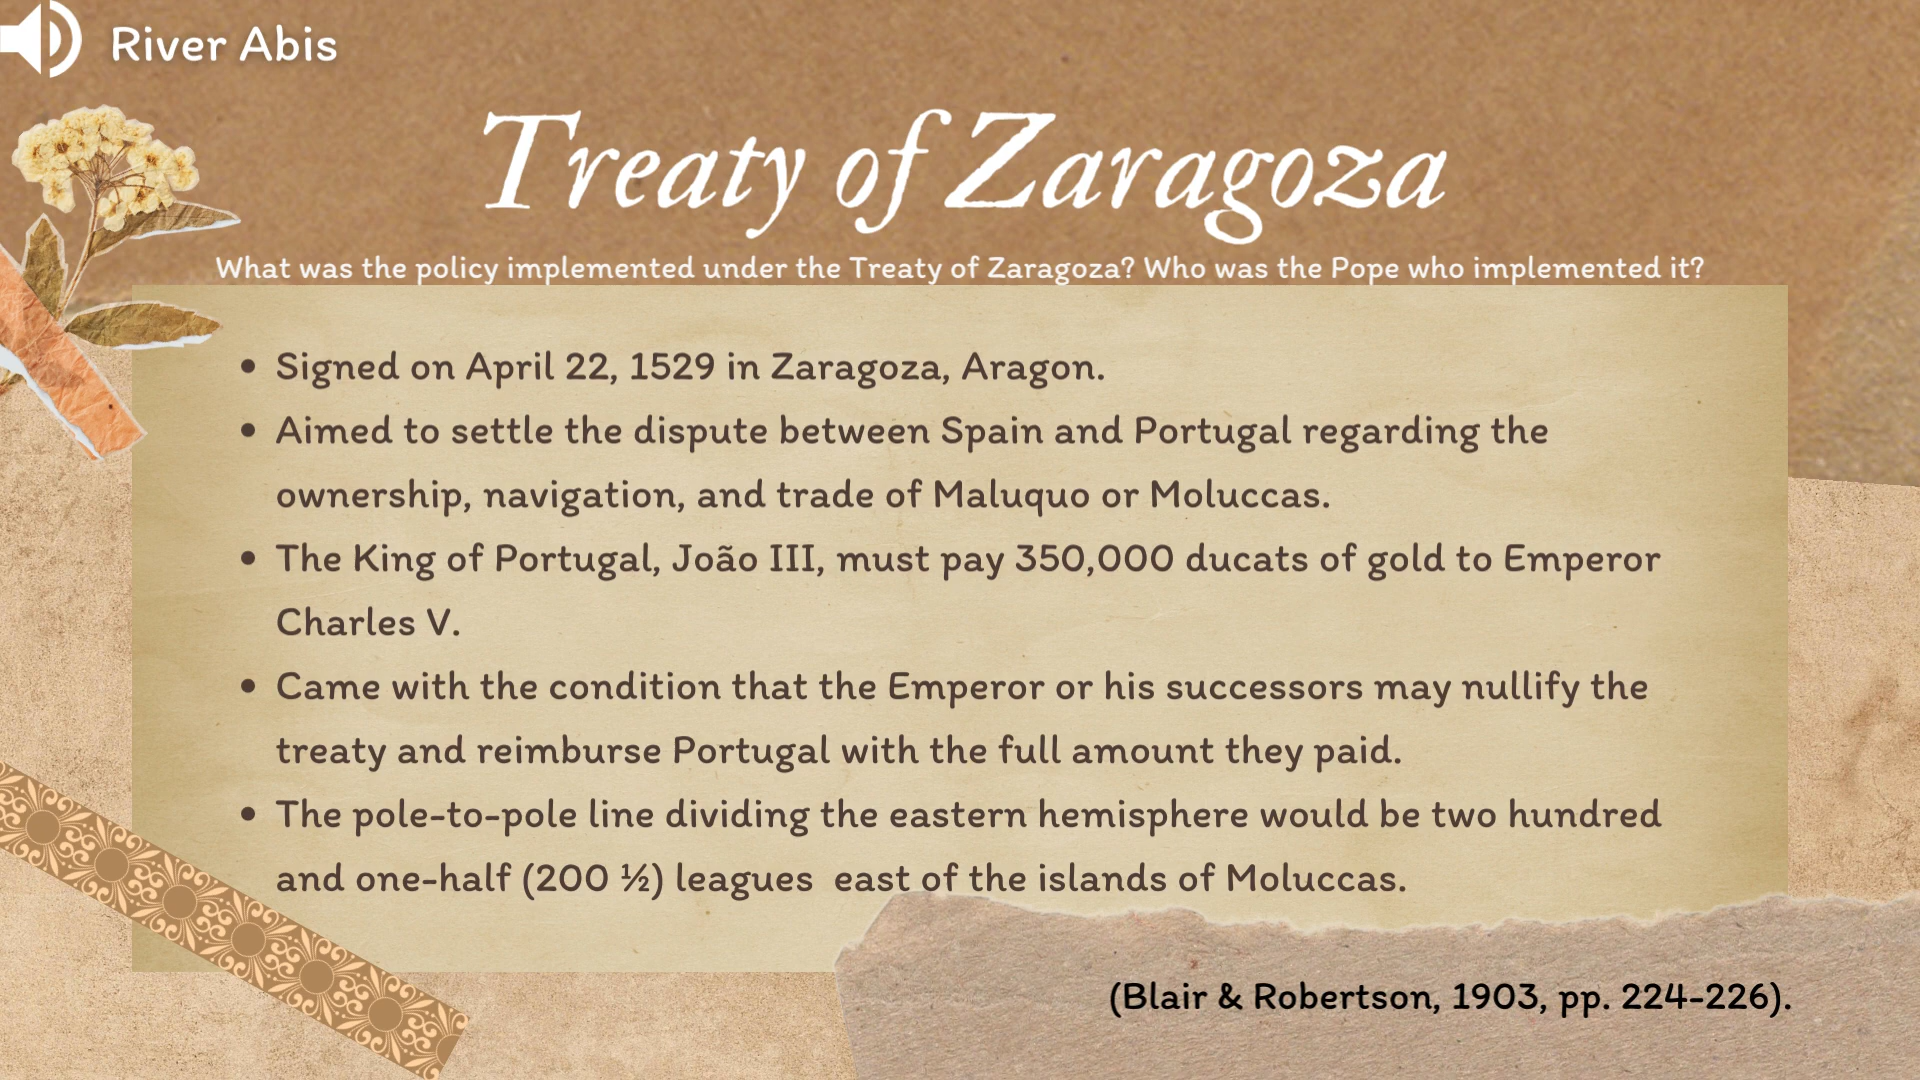 River Abis
Treaty of Zaragoza
What was the policy implemented under the Treaty of Zaragoza? Who was the Pope who implemented it?
• Signed on April 22, 1529 in Zaragoza, Aragon.
• Aimed to settle the dispute between Spain and Portugal regarding the
ownership, navigation, and trade of Maluquo or Moluccas.
• The King of Portugal, João III, must pay 350,000 ducats of gold to Emperor
Charles V.
• Came with the condition that the Emperor or his successors may nullify the
treaty and reimburse Portugal with the full amount they paid.
• The pole-to-pole line dividing the eastern hemisphere would be two hundred
and one-half (200 ½) leagues  east of the islands of Moluccas.
(Blair & Robertson, 1903, pp. 224-226).